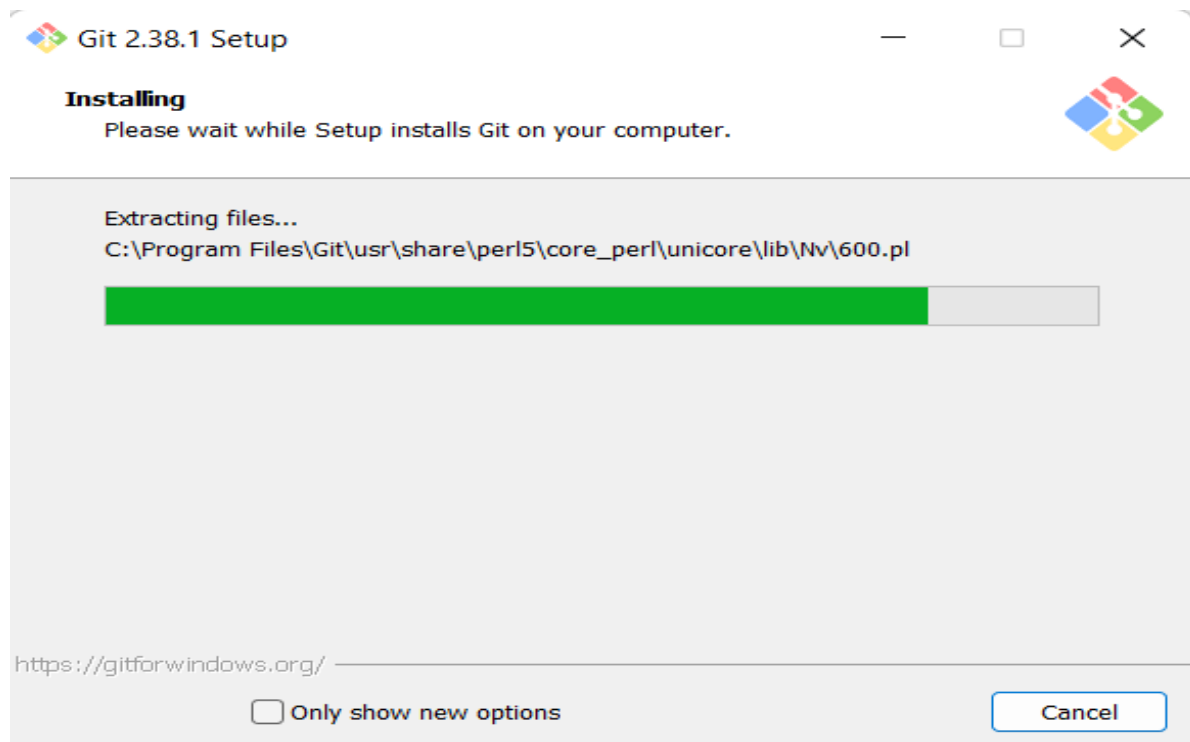 Git 2.38.1 Setup
Installing
Please wait while Setup installs Git on your computer.
Extracting files...
C:\Program Files\Git\usr\share\perl5\core_perl\unicore\lib\Nv\600.pl
https://gitforwindows.org/
Only show new options
Cancel